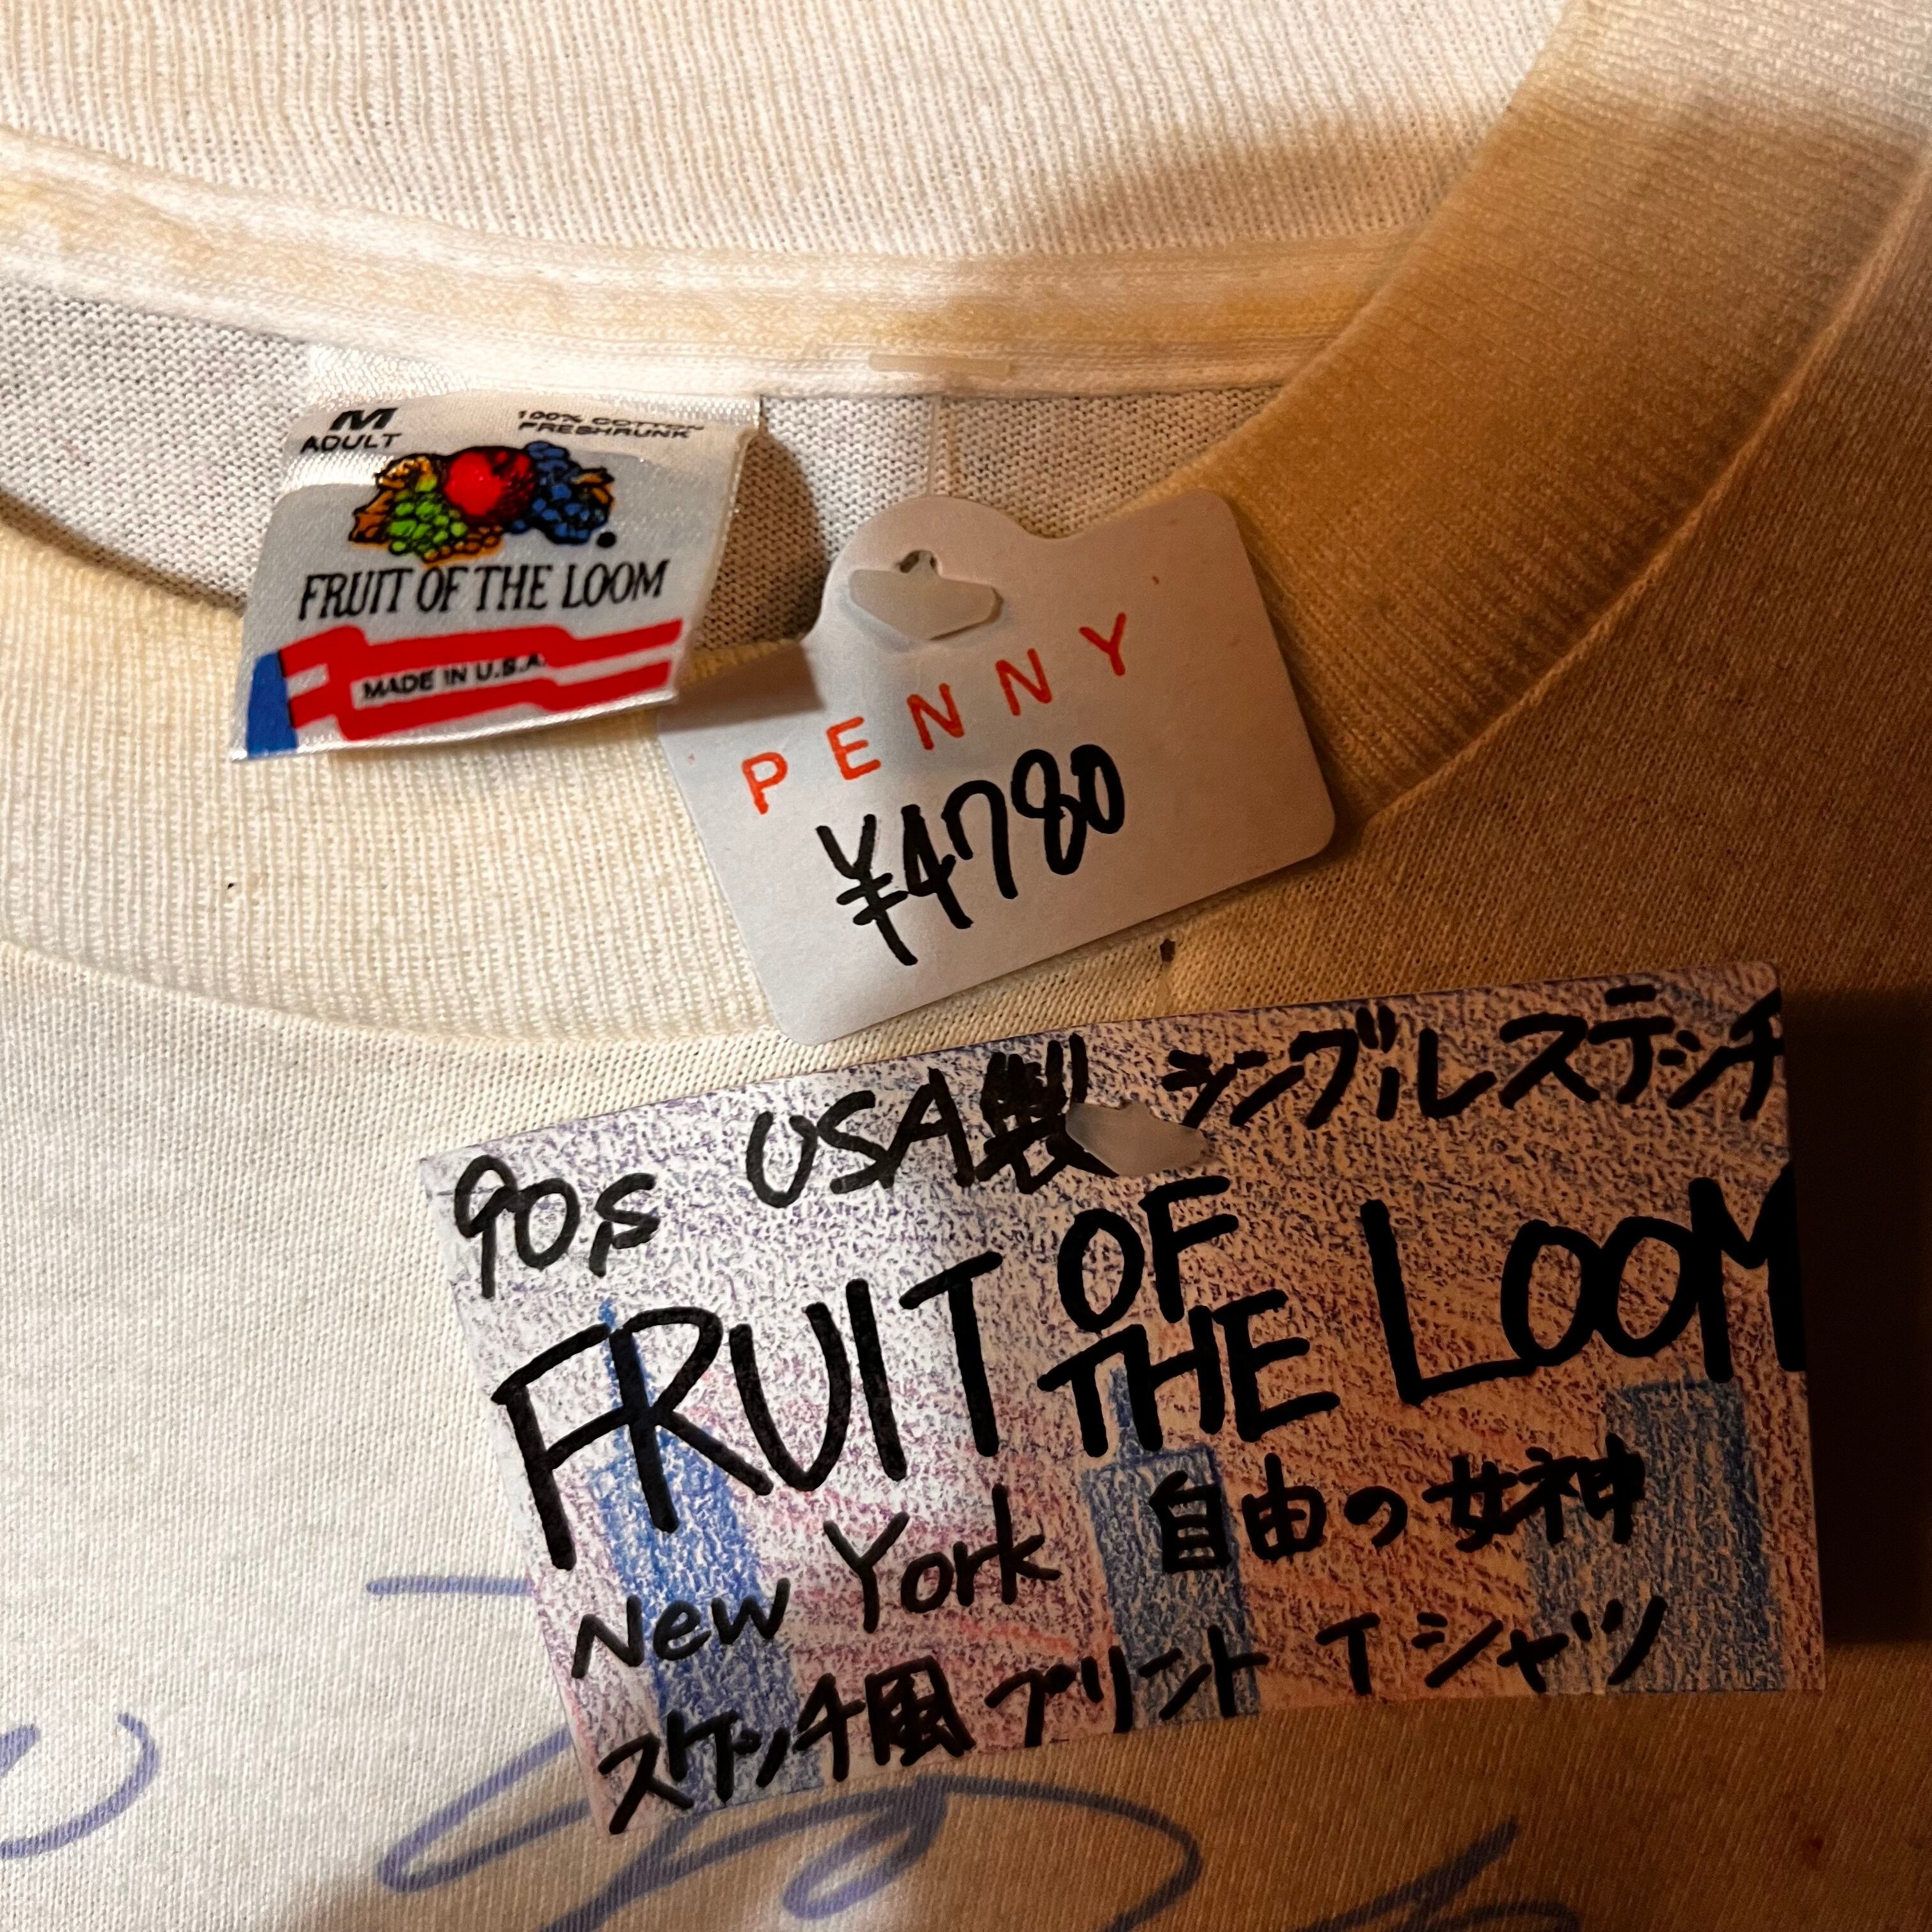 M
ADULT
100% COTTON
PRESHRUNK
FRUIT OF THE LOOM
MADE IN U.S.A.
PENNY
¥4780
90,s USA製 シングルステッチ
FRUIT OF THE LOOM
New York 自由の女神
スケッチ風プリント Tシャツ